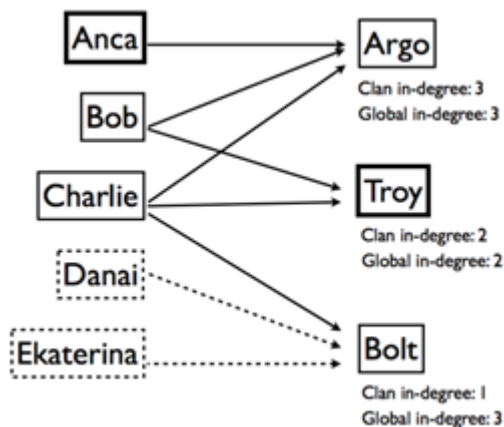 Anca
Argo
Clan in-degree: 3
Global in-degree: 3
Bob
Charlie
Troy
Clan in-degree: 2
Global in-degree: 2
Danai
Ekaterina
Bolt
Clan in-degree: 1
Global in-degree: 3